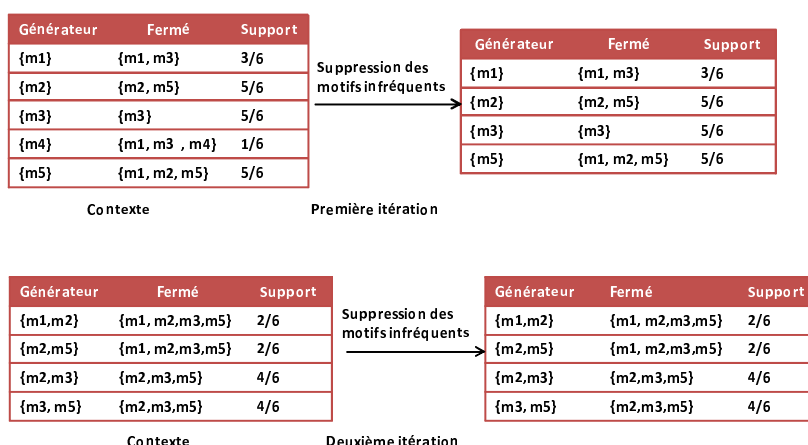 Générateur Fermé Support
{m1} {m1, m3} 3/6
{m2} {m2, m5} 5/6
{m3} {m3} 5/6
{m4} {m1, m3 , m4} 1/6
{m5} {m1, m2, m5} 5/6
Suppression des
motifs infréquents
Générateur Fermé Support
{m1} {m1, m3} 3/6
{m2} {m2, m5} 5/6
{m3} {m3} 5/6
{m5} {m1, m2, m5} 5/6
Contexte Première itération
Générateur Fermé Support
{m1,m2} {m1, m2,m3,m5} 2/6
{m2,m5} {m1, m2,m3,m5} 2/6
{m2,m3} {m2,m3,m5} 4/6
{m3, m5} {m2,m3,m5} 4/6
Suppression des
motifs infréquents
Générateur Fermé Support
{m1,m2} {m1, m2,m3,m5} 2/6
{m2,m5} {m1, m2,m3,m5} 2/6
{m2,m3} {m2,m3,m5} 4/6
{m3, m5} {m2,m3,m5} 4/6
Contexte Deuxième itération